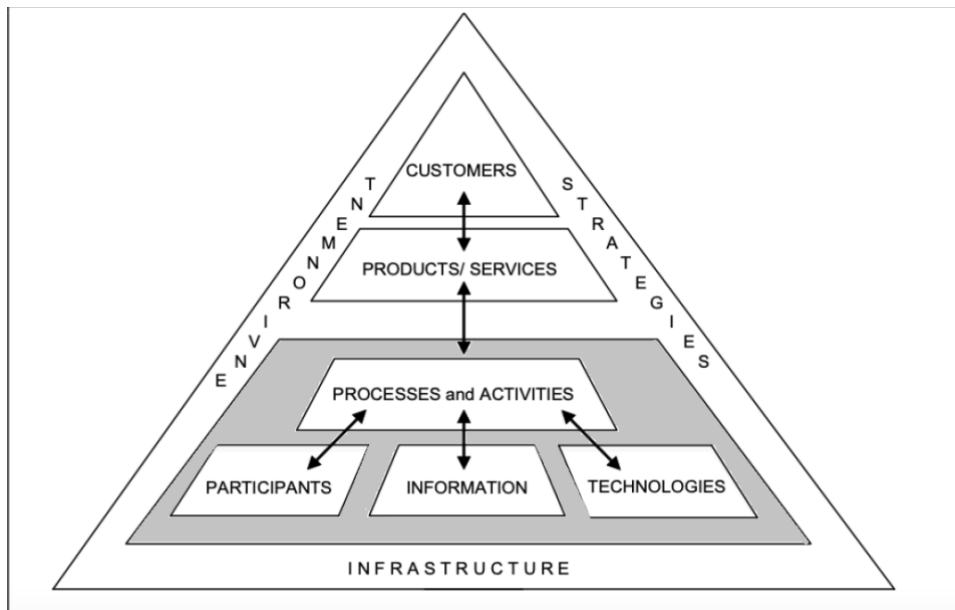 CUSTOMERS
ENVIRONMENT
STRATEGIES
PRODUCTS/ SERVICES
PROCESSES and ACTIVITIES
PARTICIPANTS
INFORMATION
TECHNOLOGIES
INFRASTRUCTURE